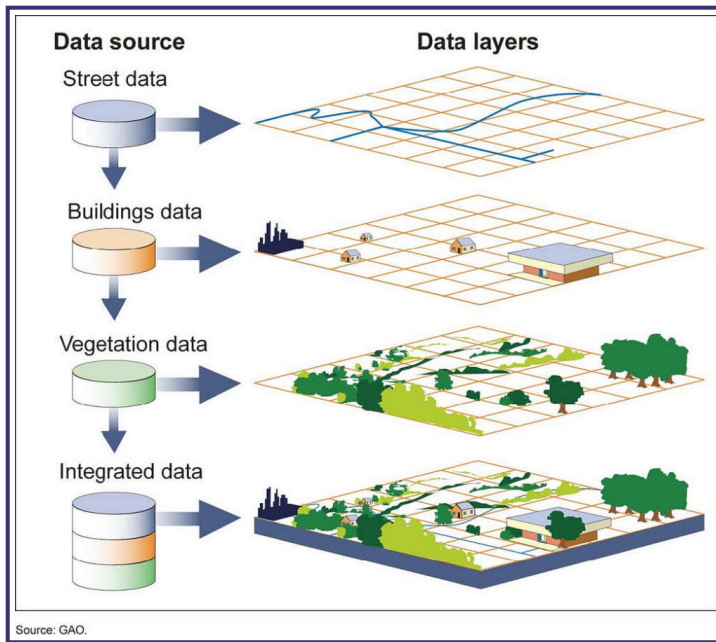 Data source
Data layers
Street data
Buildings data
Vegetation data
Integrated data
Source: GAO.